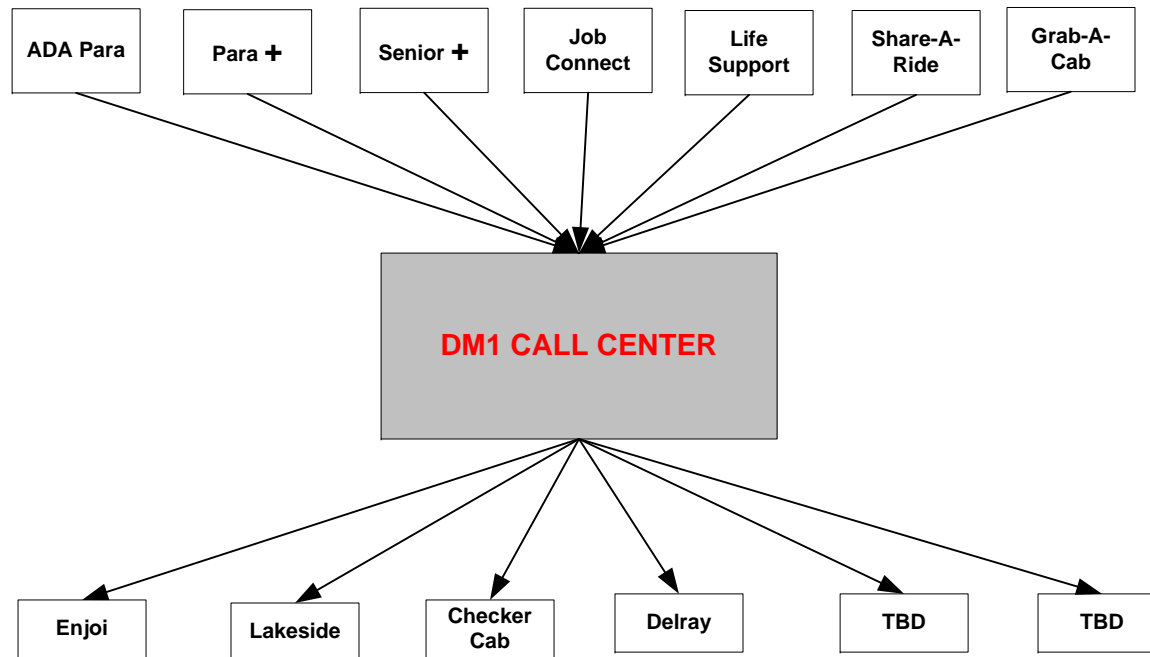 ADA Para
Para +
Senior +
Job
Connect
Life
Support
Share-A-
Ride
Grab-A-
Cab
DM1 CALL CENTER
Enjoi
Lakeside
Checker
Cab
Delray
TBD
TBD